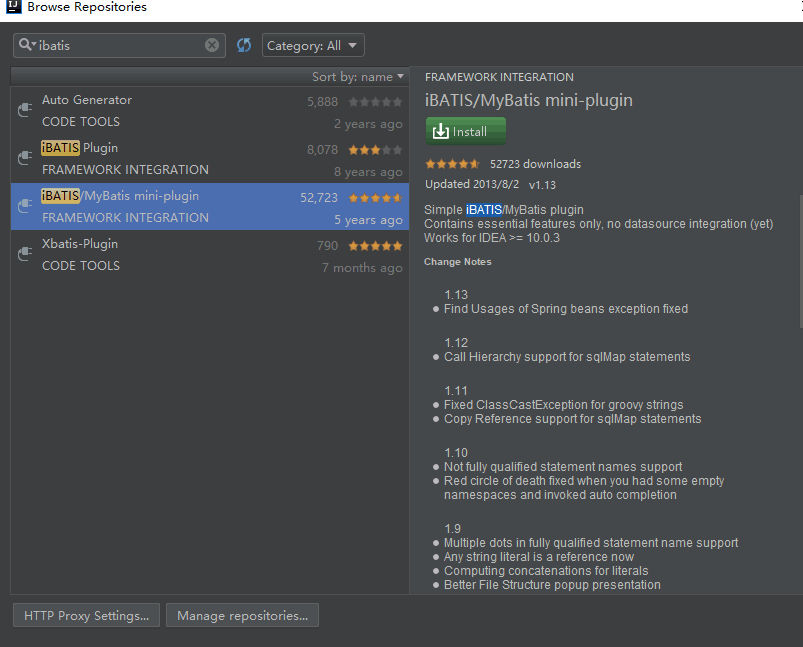 Browse Repositories
ibatis
Category: All
Sort by: name
Auto Generator 5,888
CODE TOOLS 2 years ago
iBATIS Plugin 8,078
FRAMEWORK INTEGRATION 8 years ago
iBATIS/MyBatis mini-plugin 52,723
FRAMEWORK INTEGRATION 5 years ago
Xbatis-Plugin 790
CODE TOOLS 7 months ago
FRAMEWORK INTEGRATION
iBATIS/MyBatis mini-plugin
Install
52723 downloads
Updated 2013/8/2 v1.13
Simple iBATIS/MyBatis plugin
Contains essential features only, no datasource integration (yet)
Works for IDEA >= 10.0.3
Change Notes
1.13
● Find Usages of Spring beans exception fixed
1.12
● Call Hierarchy support for sqlMap statements
1.11
● Fixed ClassCastException for groovy strings
● Copy Reference support for sqlMap statements
1.10
● Not fully qualified statement names support
● Red circle of death fixed when you had some empty
namespaces and invoked auto completion
1.9
● Multiple dots in fully qualified statement name support
● Any string literal is a reference now
● Computing concatenations for literals
● Better File Structure popup presentation
HTTP Proxy Settings...
Manage repositories...